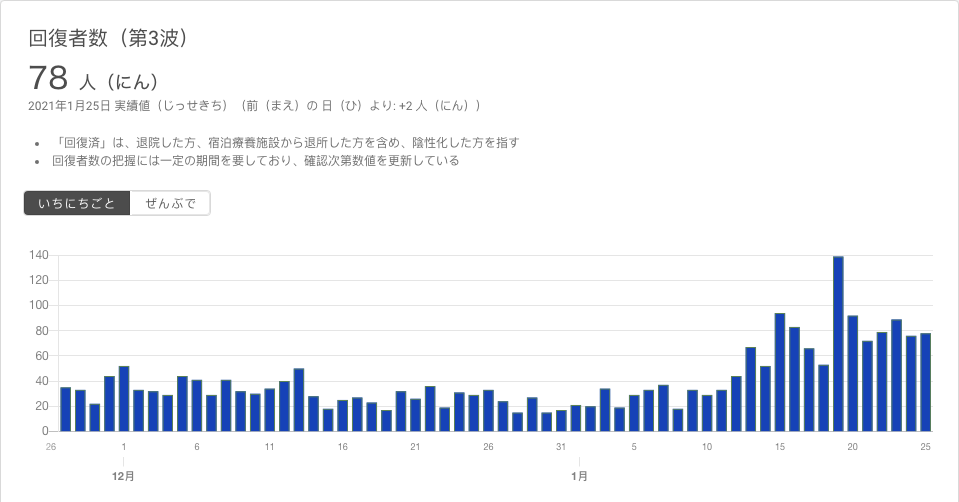 回復者数（第3波）
78 人（にん）
2021年1月25日 実績値（じっせきち）（前（まえ）の 日（ひ）より: +2 人（にん））
• 「回復済」は、退院した方、宿泊療養施設から退所した方を含め、陰性化した方を指す
• 回復者数の把握には一定の期間を要しており、確認次第数値を更新している
いちにちごと ぜんぶで
140
120
100
80
60
40
20
0
26 1 6 11 16 21 26 31 5 10 15 20 25
12月 1月